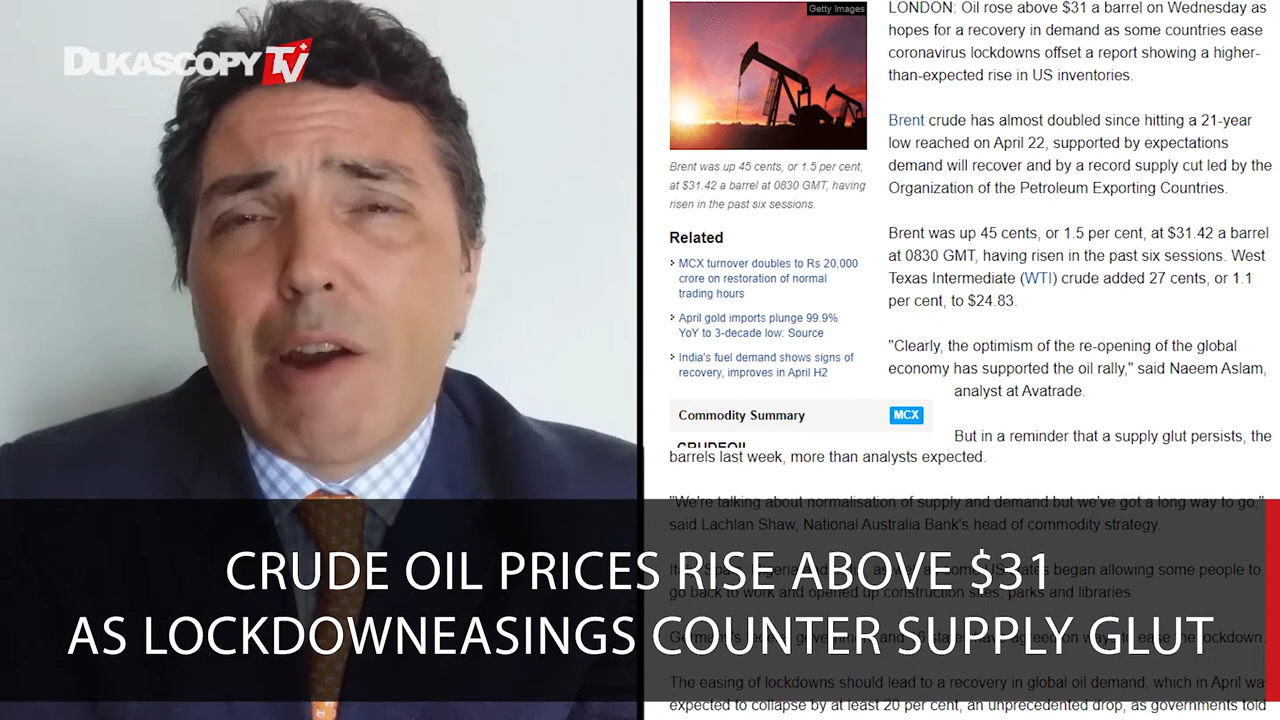 DUKASCOPY TV
Getty Images
Brent was up 45 cents, or 1.5 per cent,
at $31.42 a barrel at 0830 GMT, having
risen in the past six sessions.
Related
MCX turnover doubles to Rs 20,000
crore on restoration of normal
trading hours
April gold imports plunge 99.9%
YoY to 3-decade low: Source
India's fuel demand shows signs of
recovery, improves in April H2
Commodity Summary
MCX
CRUDEOIL
LONDON: Oil rose above $31 a barrel on Wednesday as
hopes for a recovery in demand as some countries ease
coronavirus lockdowns offset a report showing a higher-
than-expected rise in US inventories.
Brent crude has almost doubled since hitting a 21-year
low reached on April 22, supported by expectations
demand will recover and by a record supply cut led by the
Organization of the Petroleum Exporting Countries.
Brent was up 45 cents, or 1.5 per cent, at $31.42 a barrel
at 0830 GMT, having risen in the past six sessions. West
Texas Intermediate (WTI) crude added 27 cents, or 1.1
per cent, to $24.83.
"Clearly, the optimism of the re-opening of the global
economy has supported the oil rally," said Naeem Aslam,
analyst at Avatrade.
But in a reminder that a supply glut persists, the
barrels last week, more than analysts expected.
"We're talking about normalisation of supply and demand but we've got a long way to go,"
said Lachlan Shaw, National Australia Bank's head of commodity strategy.
began allowing some people to
go back to work and opened up construction sites, parks and libraries
CRUDE OIL PRICES RISE ABOVE $31
AS LOCKDOWNEASINGS COUNTER SUPPLY GLUT
lockdown.
The easing of lockdowns should lead to a recovery in global oil demand, which in April
expected to collapse by at least 20 per cent, an unprecedented drop, as governments told